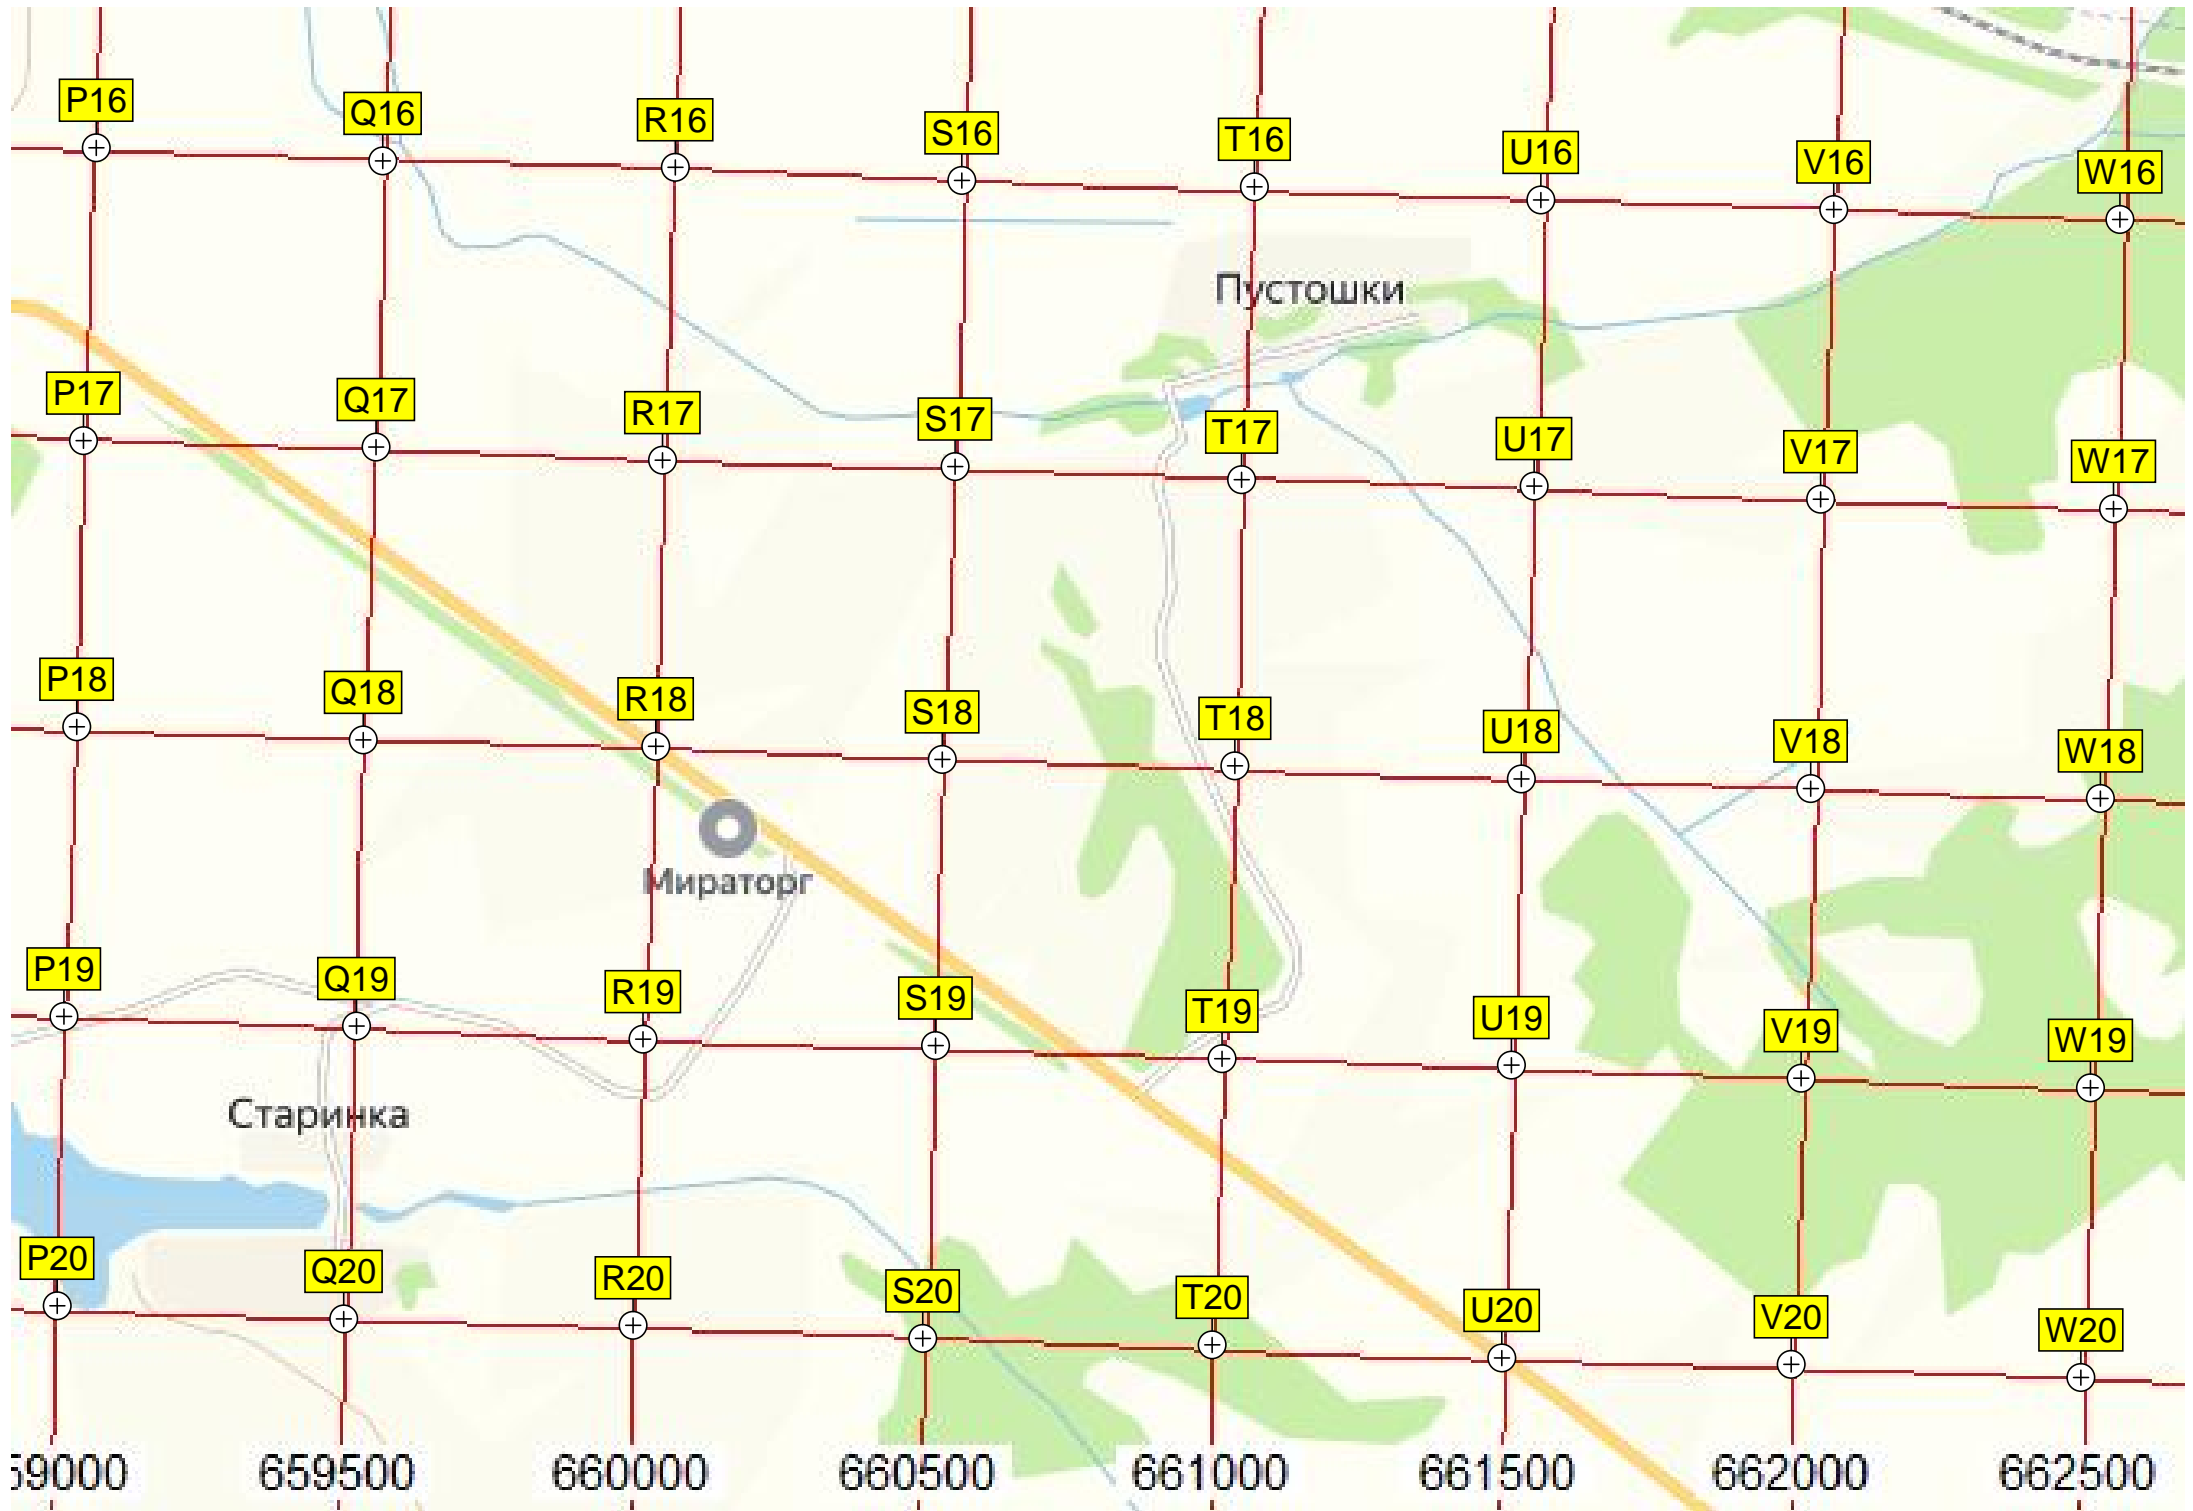 P16 Q16 R16 S16 T16 U16 V16 W16
Пустошки
P17 Q17 R17 S17 T17 U17 V17 W17
P18 Q18 R18 S18 T18 U18 V18 W18
Мираторг
P19 Q19 R19 S19 T19 U19 V19 W19
Старинка
P20 Q20 R20 S20 T20 U20 V20 W20
59000 659500 660000 660500 661000 661500 662000 662500